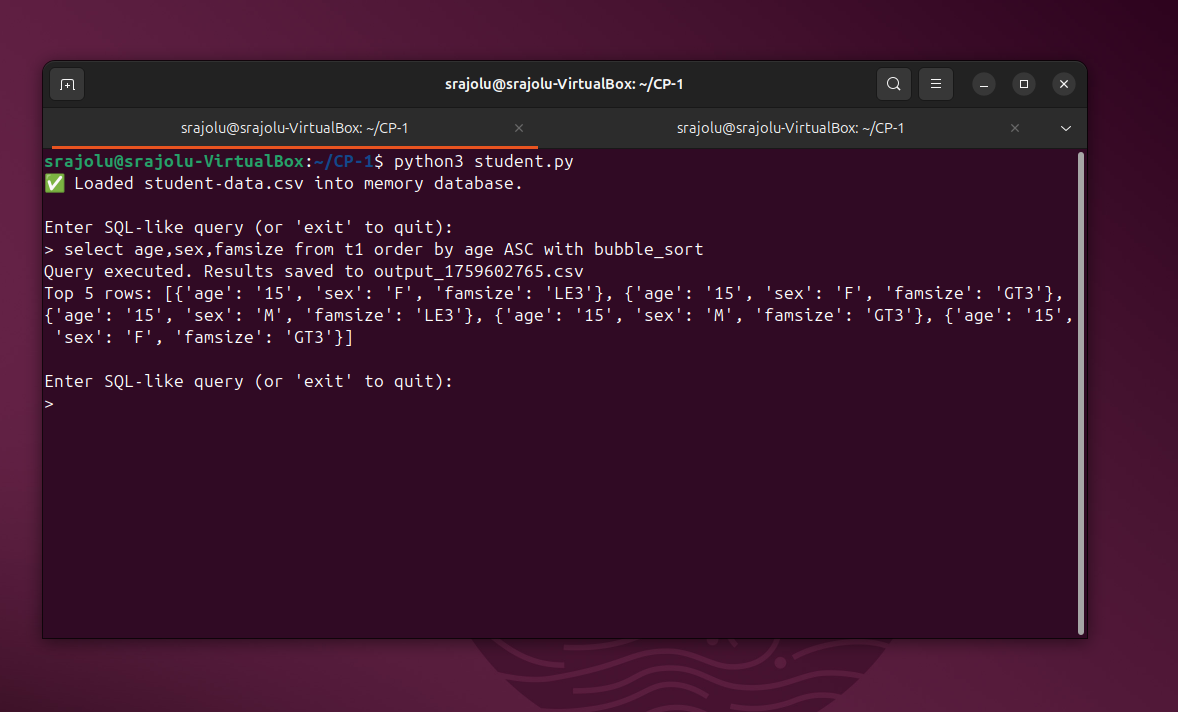 srajolu@srajolu-VirtualBox: ~/CP-1
srajolu@srajolu-VirtualBox: ~/CP-1 srajolu@srajolu-VirtualBox: ~/CP-1
srajolu@srajolu-VirtualBox:~/CP-1$ python3 student.py
✅ Loaded student-data.csv into memory database.
Enter SQL-like query (or 'exit' to quit):
> select age,sex,famsize from t1 order by age ASC with bubble_sort
Query executed. Results saved to output_1759602765.csv
Top 5 rows: [{'age': '15', 'sex': 'F', 'famsize': 'LE3'}, {'age': '15', 'sex': 'F', 'famsize': 'GT3'},
{'age': '15', 'sex': 'M', 'famsize': 'LE3'}, {'age': '15', 'sex': 'M', 'famsize': 'GT3'}, {'age': '15',
 'sex': 'F', 'famsize': 'GT3'}]
Enter SQL-like query (or 'exit' to quit):
>